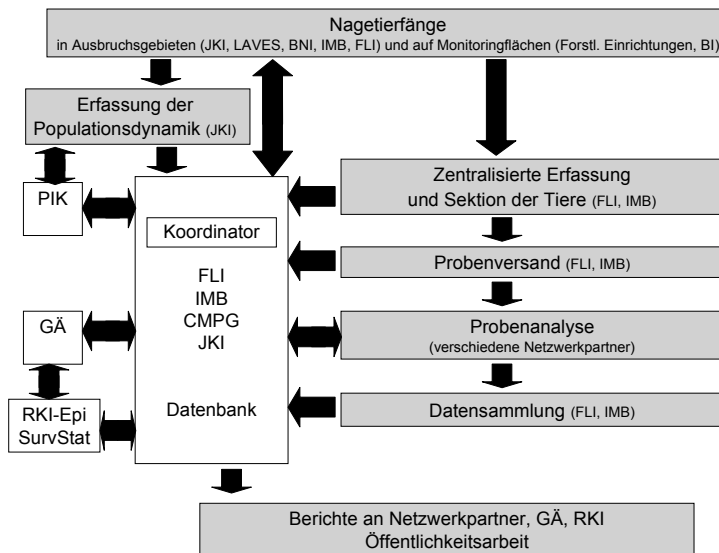 Nagetierfänge
in Ausbruchsgebieten (JKI, LAVES, BNI, IMB, FLI) und auf Monitoringflächen (Forstl. Einrichtungen, BI)
Erfassung der
Populationsdynamik (JKI)
PIK
GÄ
RKI-Epi
SurvStat
Koordinator
FLI
IMB
CMPG
JKI
Datenbank
Zentralisierte Erfassung
und Sektion der Tiere (FLI, IMB)
Probenversand (FLI, IMB)
Probenanalyse
(verschiedene Netzwerkpartner)
Datensammlung (FLI, IMB)
Berichte an Netzwerkpartner, GÄ, RKI
Öffentlichkeitsarbeit